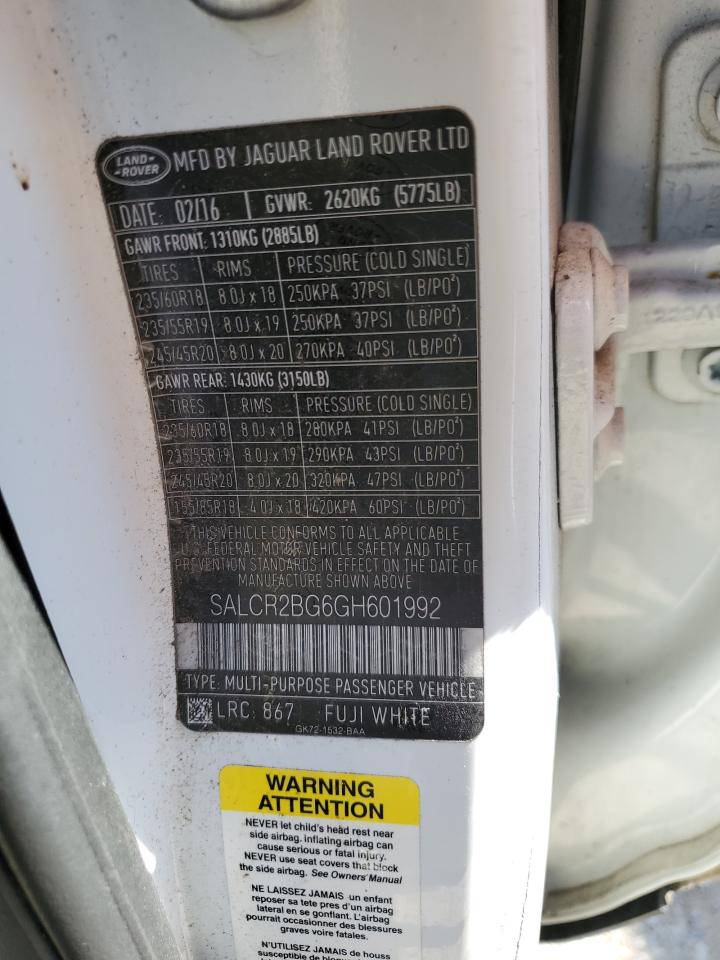 LAND-
-ROVER
MFD BY JAGUAR LAND ROVER LTD
DATE: 02/16 GVWR: 2620KG (5775LB)
GAWR FRONT: 1310KG (2885LB)
TIRES RIMS PRESSURE (COLD SINGLE)
235/60R18 8.0J x 18 250KPA 37PSI (LB/PO²)
235/55R19 8.0J x 19 250KPA 37PSI (LB/PO²)
245/45R20 8.0J x 20 270KPA 40PSI (LB/PO²)
GAWR REAR: 1430KG (3150LB)
TIRES RIMS PRESSURE (COLD SINGLE)
235/60R18 8.0J x 18 280KPA 41PSI (LB/PO²)
235/55R19 8.0J x 19 290KPA 43PSI (LB/PO²)
245/45R20 8.0J x 20 320KPA 47PSI (LB/PO²)
155/85R18 4.0J x 18 420KPA 60PSI (LB/PO²)
THIS VEHICLE CONFORMS TO ALL APPLICABLE
U.S. FEDERAL MOTOR VEHICLE SAFETY AND THEFT
PREVENTION STANDARDS IN EFFECT ON THE DATE OF
MANUFACTURE SHOWN ABOVE
SALCR2BG6GH601992
TYPE: MULTI-PURPOSE PASSENGER VEHICLE
LRC: 867 FUJI WHITE
GK72-1532-BAA
WARNING
ATTENTION
NEVER let child's head rest near
side airbag, inflating airbag can
cause serious or fatal injury.
NEVER use seat covers that block
the side airbag. See Owners' Manual
NE LAISSEZ JAMAIS un enfant
reposer sa tete pres d'un airbag
lateral en se gonflant. L'airbag
pourrait occasionner des blessures
graves voire fatales.
N'UTILISEZ JAMAIS de houss
susceptible de